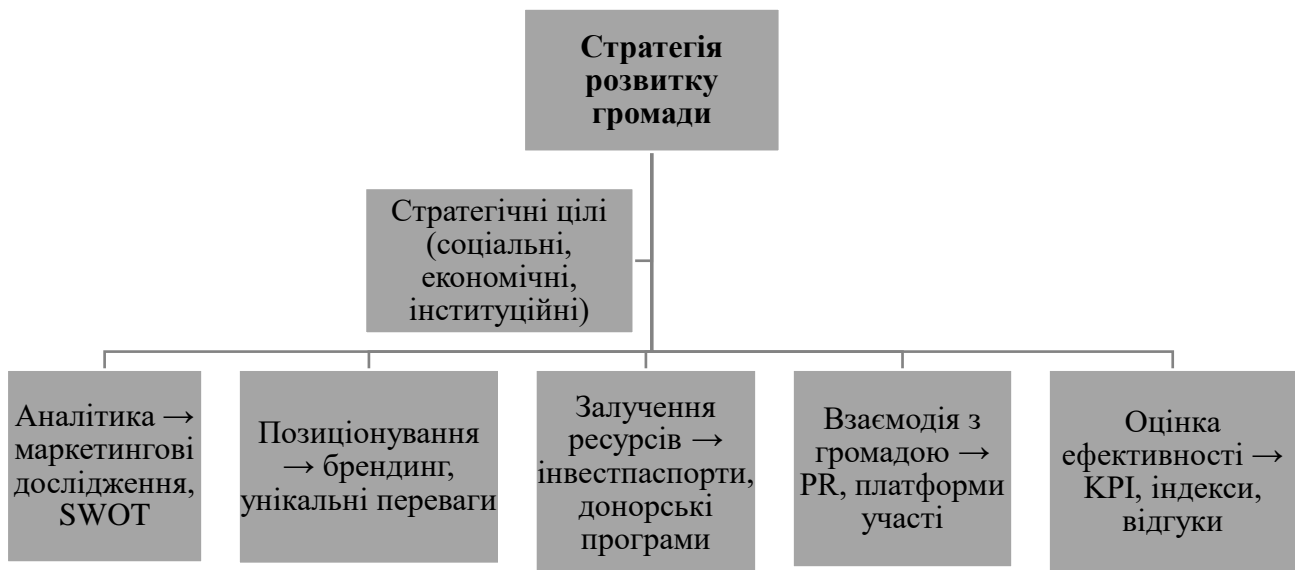 Стратегія
розвитку
громади
Стратегічні цілі
(соціальні,
економічні,
інституційні)
Аналітика →
маркетингові
дослідження,
SWOT
Позиціонування
→ брендинг,
унікальні переваги
Залучення
ресурсів →
інвестпаспорти,
донорські
програми
Взаємодія з
громадою →
PR, платформи
участі
Оцінка
ефективності →
KPI, індекси,
відгуки